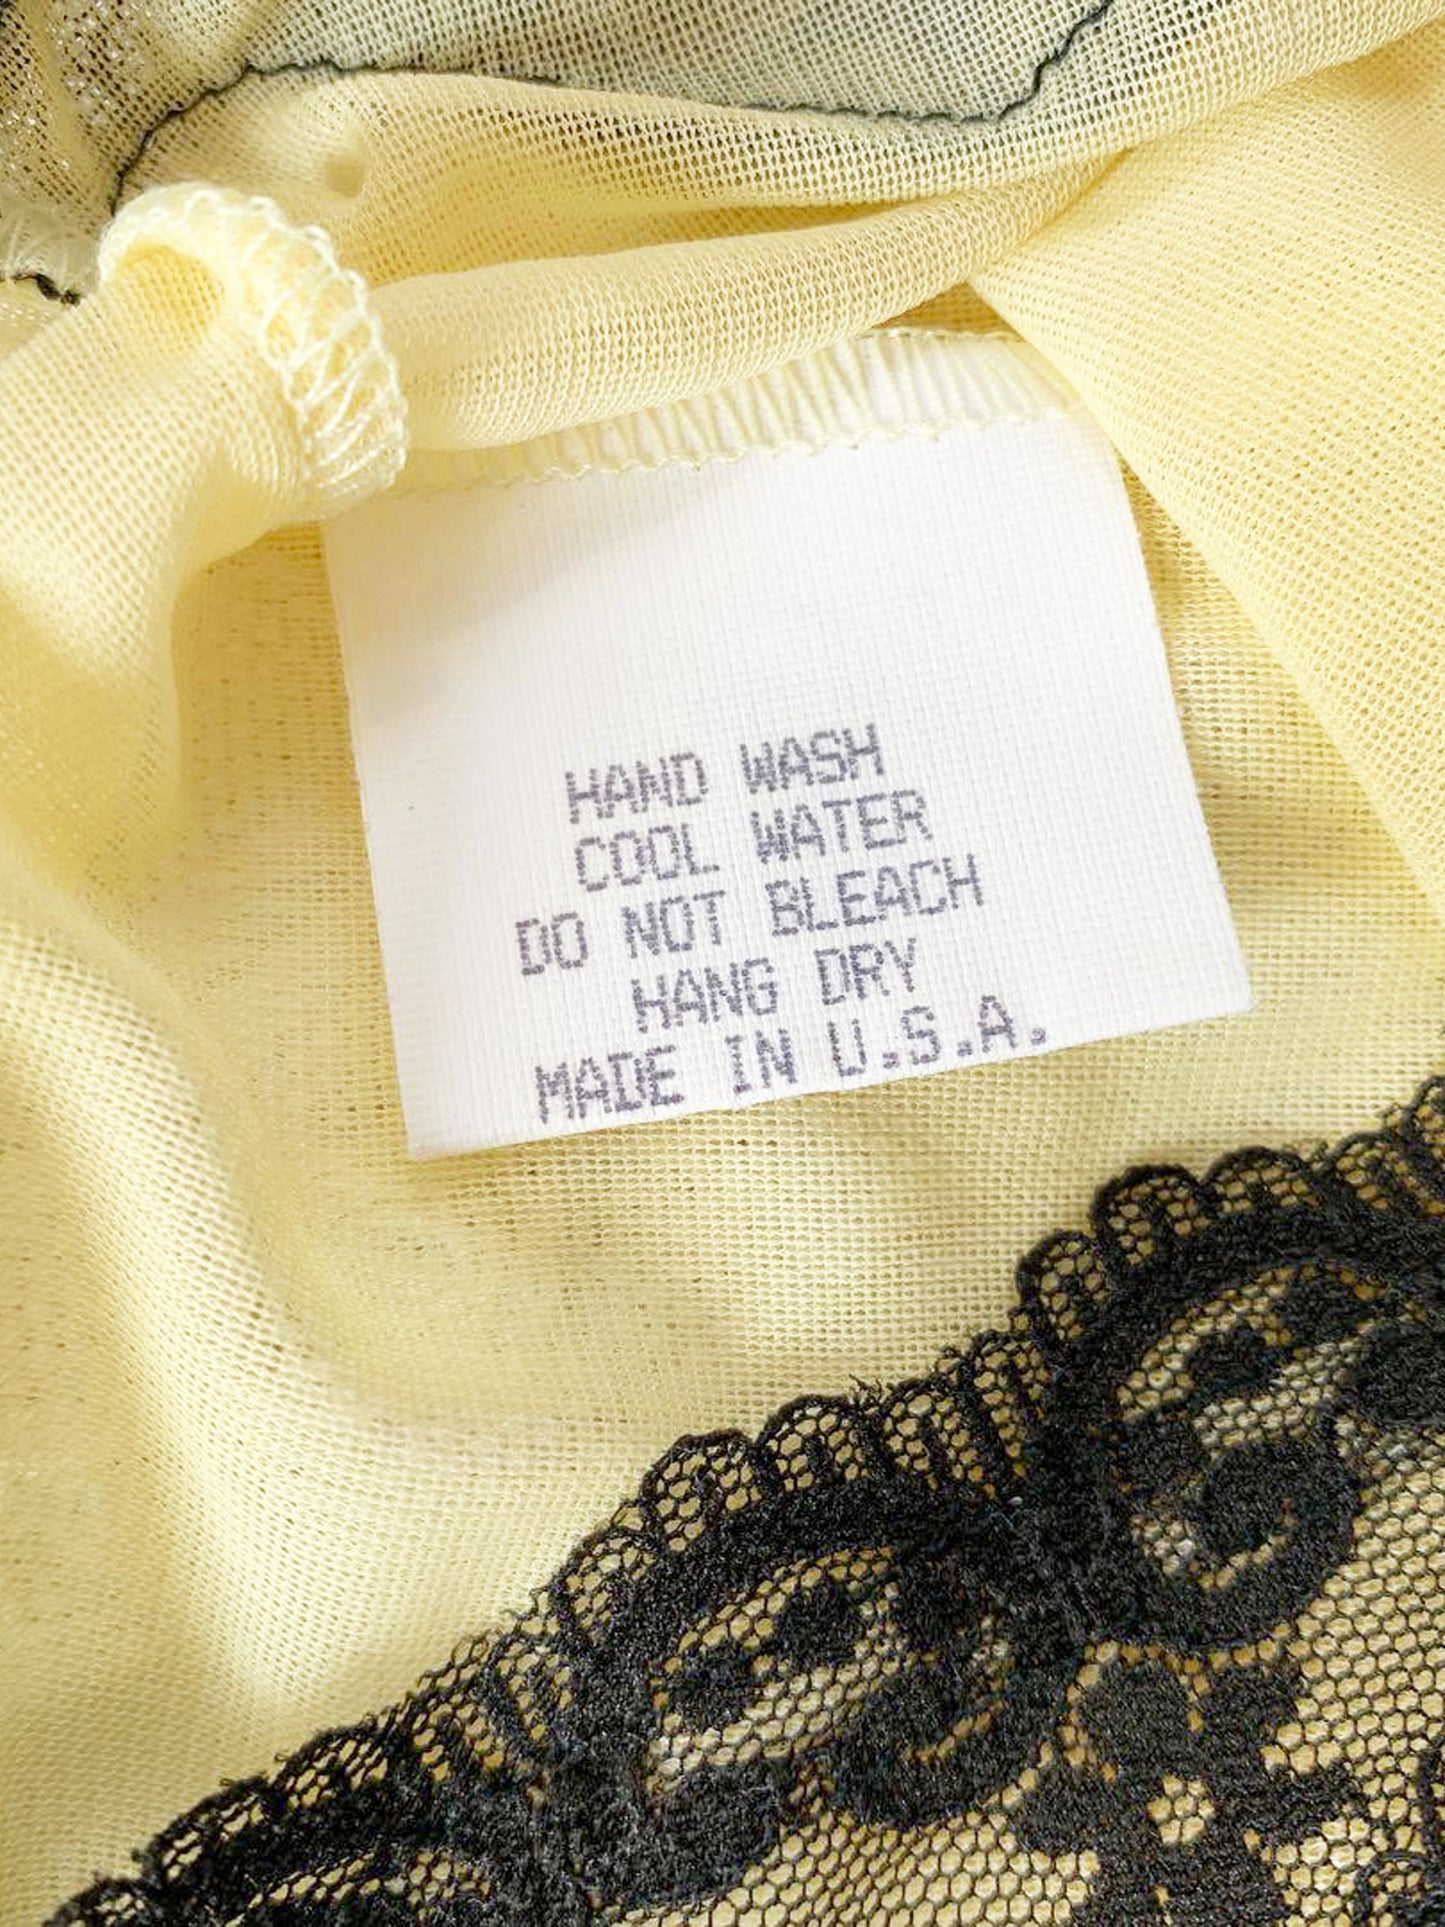 HAND WASH
COOL WATER
DO NOT BLEACH
HANG DRY
MADE IN U.S.A.